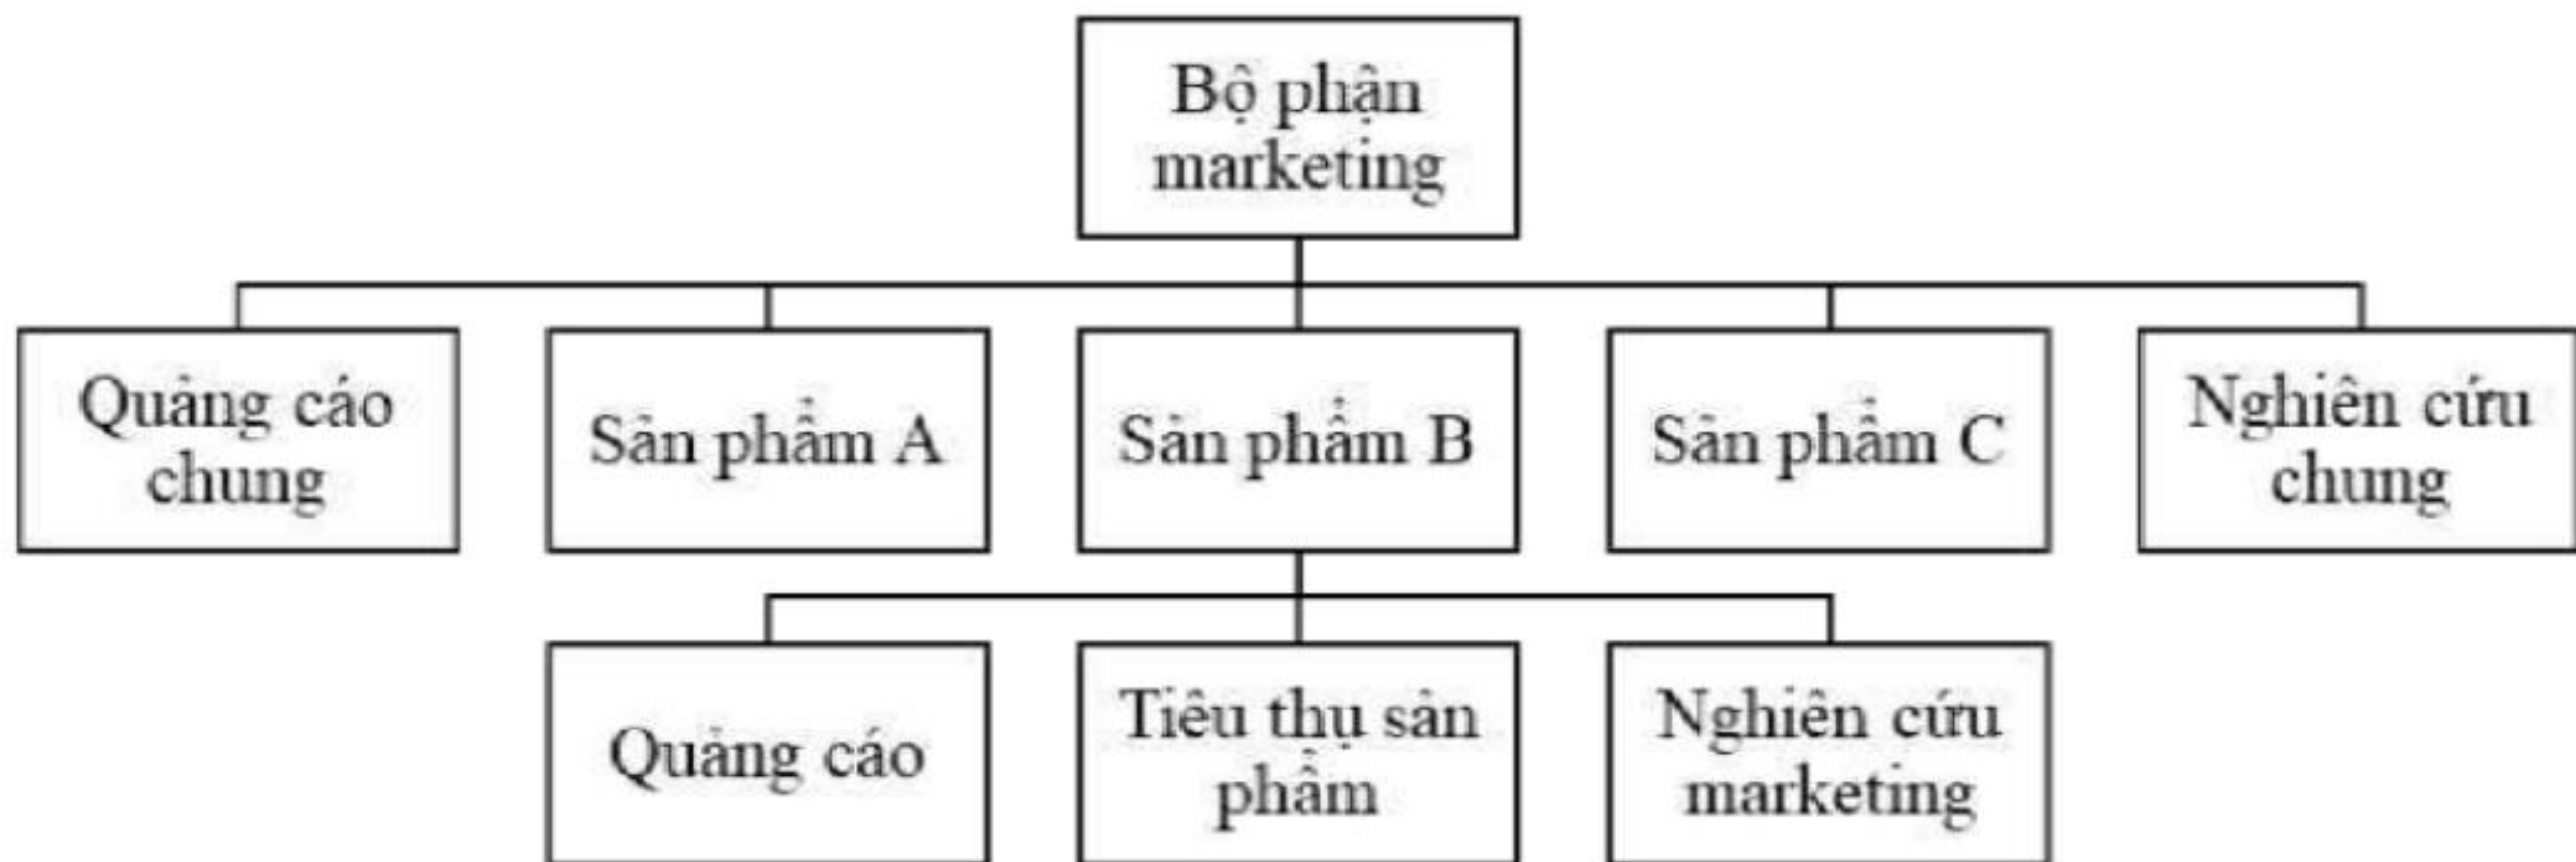 Bộ phận
marketing
Quảng cáo
chung
Sản phẩm A
Sản phẩm B
Sản phẩm C
Nghiên cứu
chung
Quảng cáo
Tiêu thụ sản
phẩm
Nghiên cứu
marketing